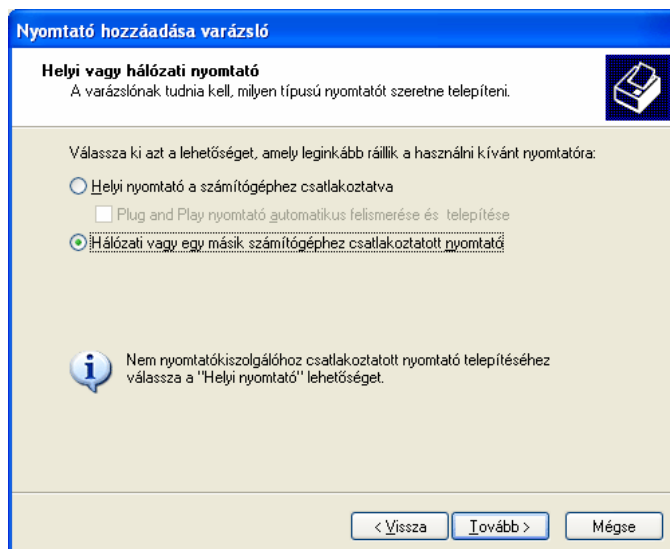 Nyomtató hozzáadása varázsló
Helyi vagy hálózati nyomtató
A varázslónak tudnia kell, milyen típusú nyomtatót szeretne telepíteni.
Válassza ki azt a lehetőséget, amely leginkább ráillik a használni kívánt nyomtatóra:
Helyi nyomtató a számítógéphez csatlakoztatva
Plug and Play nyomtató automatikus felismerése és telepítése
Hálózati vagy egy másik számítógéphez csatlakoztatott nyomtató
Nem nyomtatókiszolgálóhoz csatlakoztatott nyomtató telepítéséhez
válassza a "Helyi nyomtató" lehetőséget.
< Vissza Tovább > Mégse